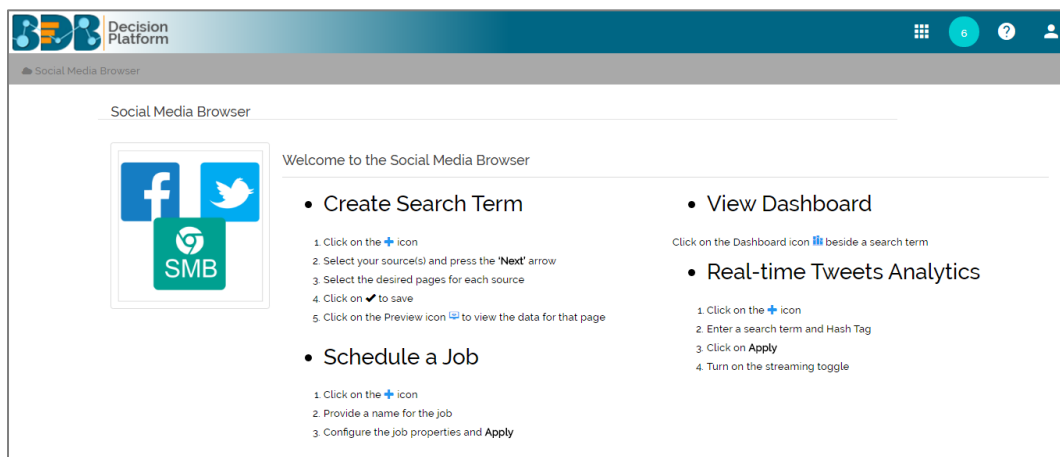 BDB Decision
Platform
6
Social Media Browser
Social Media Browser
SMB
Welcome to the Social Media Browser
• Create Search Term
1. Click on the icon
2. Select your source(s) and press the 'Next' arrow
3. Select the desired pages for each source
4. Click on ✔ to save
5. Click on the Preview icon to view the data for that page
• Schedule a Job
1. Click on the icon
2. Provide a name for the job
3. Configure the job properties and Apply
• View Dashboard
Click on the Dashboard icon beside a search term
• Real-time Tweets Analytics
1. Click on the icon
2. Enter a search term and Hash Tag
3. Click on Apply
4. Turn on the streaming toggle